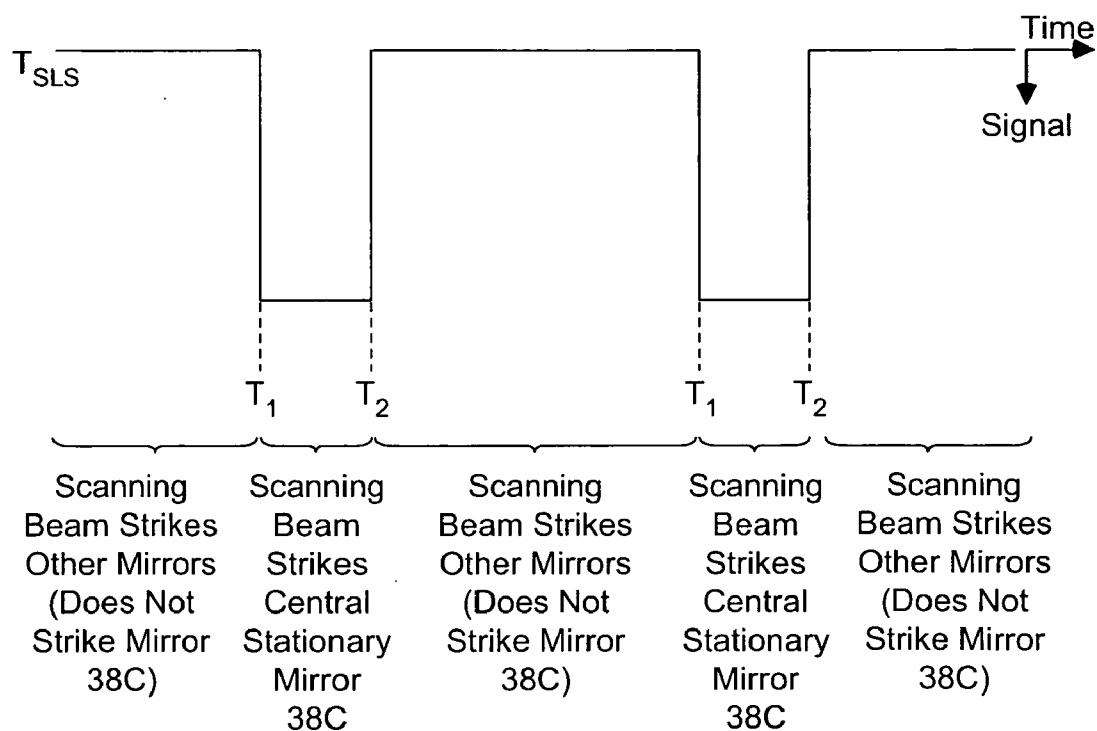 Time
T_SLS
Signal
T_1
T_2
T_1
T_2
Scanning
Beam Strikes
Other Mirrors
(Does Not
Strike Mirror
38C)
Scanning
Beam
Strikes
Central
Stationary
Mirror
38C
Scanning
Beam Strikes
Other Mirrors
(Does Not
Strike Mirror
38C)
Scanning
Beam
Strikes
Central
Stationary
Mirror
38C
Scanning
Beam Strikes
Other Mirrors
(Does Not
Strike Mirror
38C)